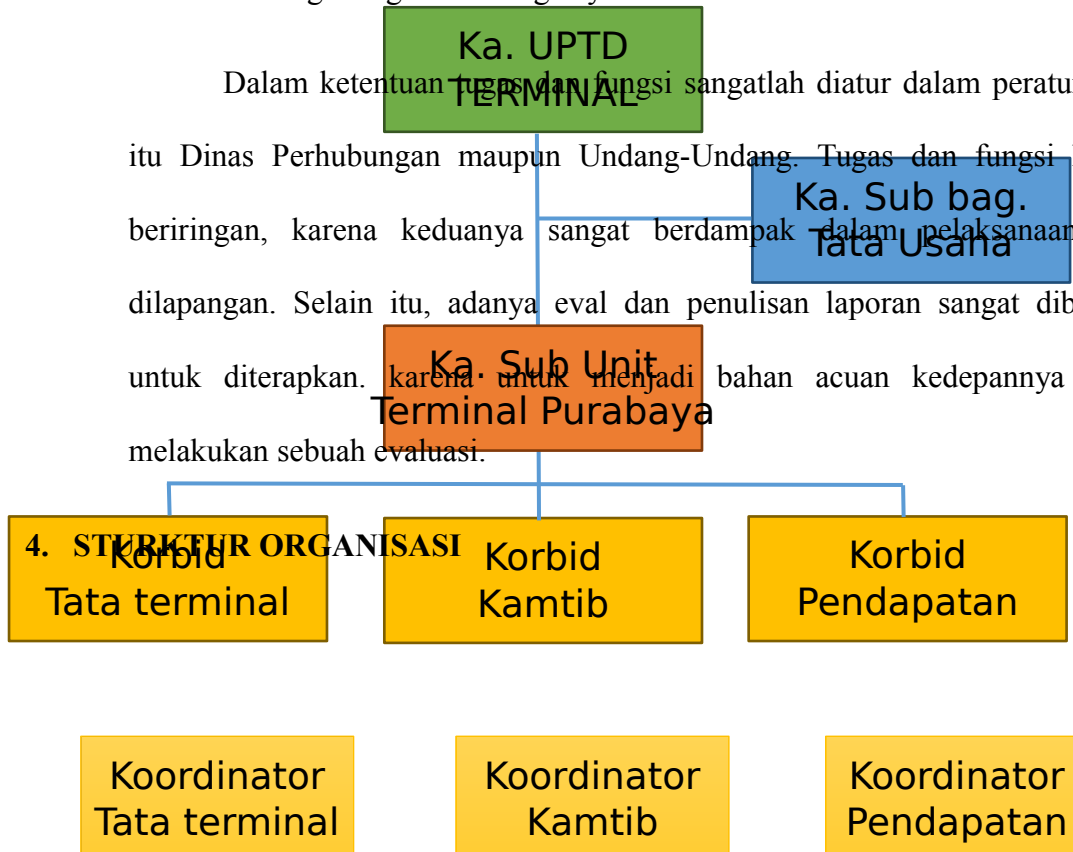 Ka. UPTD
TERMINAL
Dalam ketentuan tugas dan fungsi sangatlah diatur dalam
itu Dinas Perhubungan maupun Undang-Undang. Tugas dan fungsi
Ka. Sub bag.
Tata Usaha
beriringan, karena keduanya sangat berdampak dalam pelaksanaan
dilapangan. Selain itu, adanya eval dan penulisan laporan sangat
Ka. Sub Unit
Terminal Purabaya
untuk diterapkan. karena untuk menjadi bahan acuan kedepannya
melakukan sebuah evaluasi.
4. STURKTUR ORGANISASI
Korbid
Tata terminal
Korbid
Kamtib
Korbid
Pendapatan
Koordinator
Tata terminal
Koordinator
Kamtib
Koordinator
Pendapatan